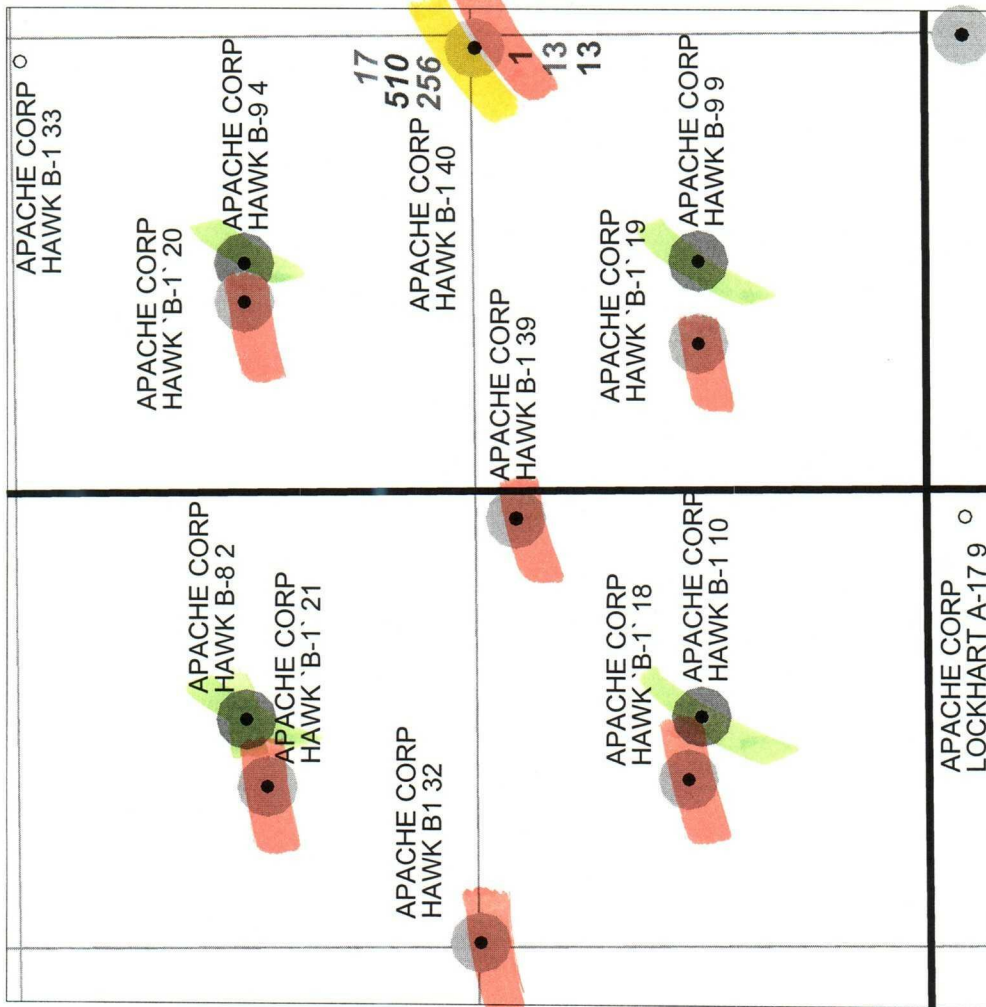 APACHE CORP
HAWK B-1 33
APACHE CORP
HAWK B-9 4
APACHE CORP
HAWK `B-1` 20
17
510
256
1
13
13
APACHE CORP
HAWK B-1 40
APACHE CORP
HAWK B-9 9
APACHE CORP
HAWK `B-1` 19
APACHE CORP
HAWK B-1 39
APACHE CORP
HAWK B-8 2
APACHE CORP
HAWK `B-1` 21
APACHE CORP
HAWK `B-1` 18
APACHE CORP
HAWK B-1 10
APACHE CORP
HAWK B1 32
APACHE CORP
LOCKHART A-17 9